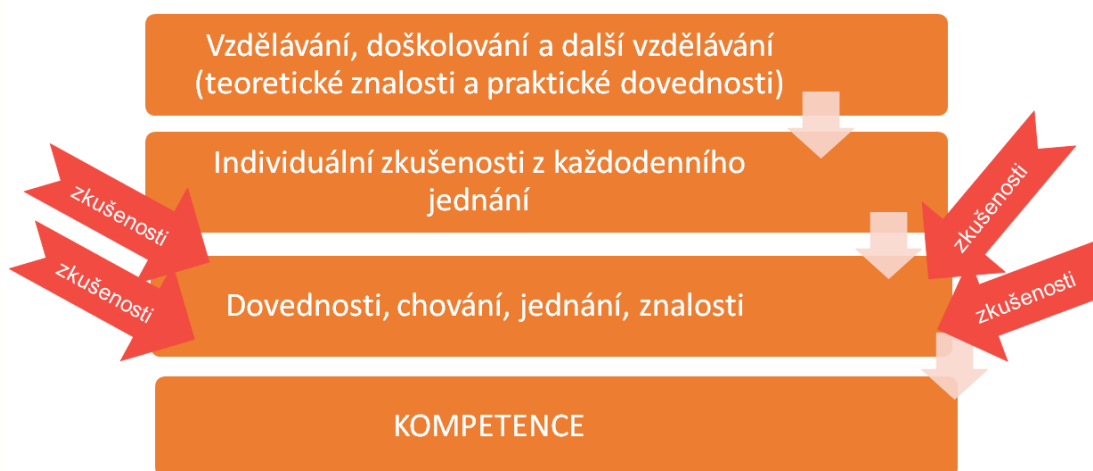 Vzdělávání, doškolování a další vzdělávání
(teoretické znalosti a praktické dovednosti)
Individuální zkušenosti z každodenního
jednání
zkušenosti
zkušenosti
zkušenosti
zkušenosti
Dovednosti, chování, jednání, znalosti
KOMPETENCE